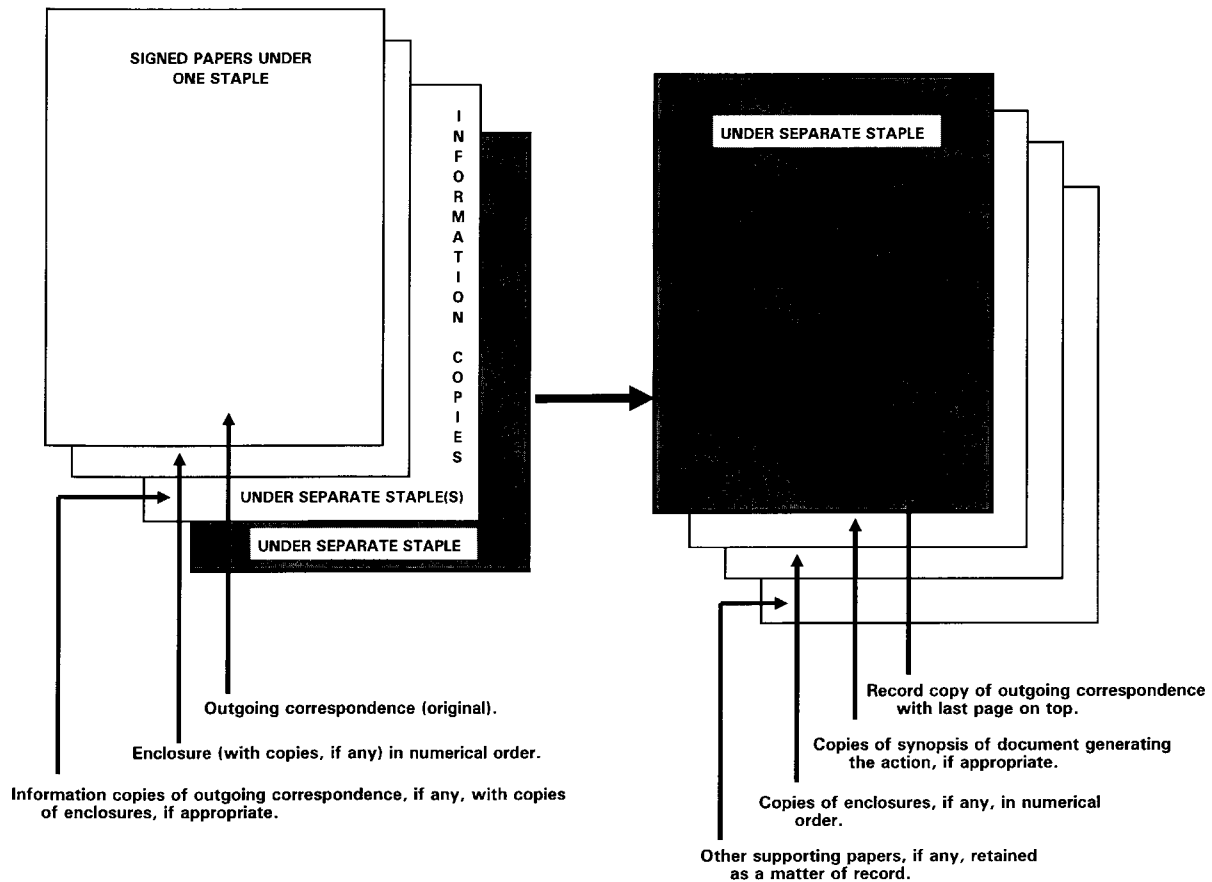 SIGNED PAPERS UNDER
ONE STAPLE
INFORMATION COPIES
UNDER SEPARATE STAPLE(S)
UNDER SEPARATE STAPLE
Outgoing correspondence (original).
Enclosure (with copies, if any) in numerical order.
Information copies of outgoing correspondence, if any, with copies
of enclosures, if appropriate.
UNDER SEPARATE STAPLE
Record copy of outgoing correspondence
with last page on top.
Copies of synopsis of document generating
the action, if appropriate.
Copies of enclosures, if any, in numerical
order.
Other supporting papers, if any, retained
as a matter of record.